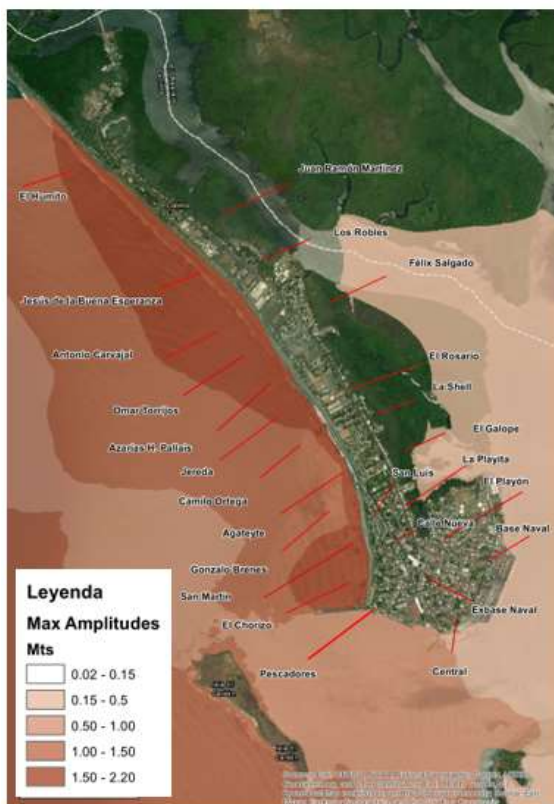 Juan Ramón Martínez
El Humito
Los Robles
Félix Salgado
Jesús de la Buena Esperanza
Antonio Carvajal
El Rosario
La Shell
Omar Torrijos
El Galope
Azarías H. Pallais
La Playita
Jereda
San Luis
El Playón
Camilo Ortega
Calle Nueva
Base Naval
Agateyte
Gonzalo Brenes
San Martín
Exbase Naval
El Chorizo
Pescadores
Central
Leyenda
Max Amplitudes
Mts
0.02 - 0.15
0.15 - 0.5
0.50 - 1.00
1.00 - 1.50
1.50 - 2.20